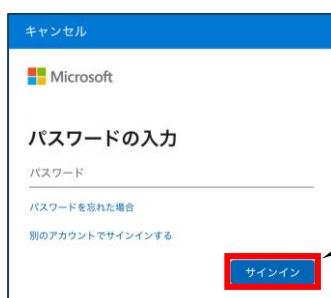 キャンセル
Microsoft
パスワードの入力
パスワード
パスワードを忘れた場合
別のアカウントでサインインする
サインイン